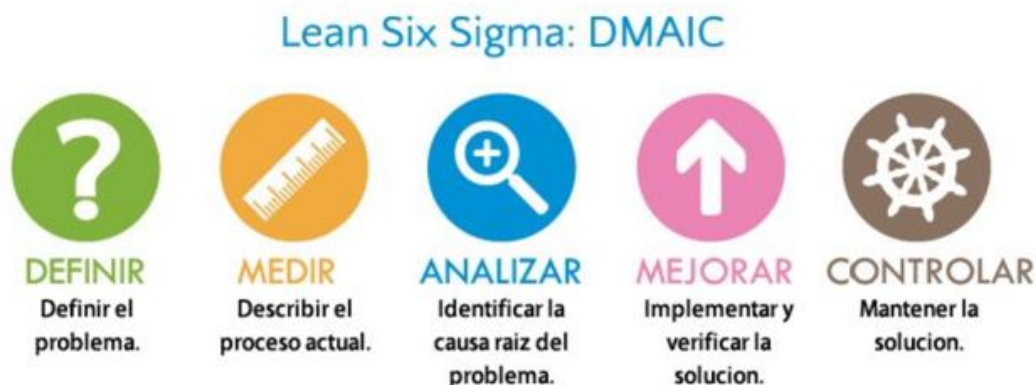 Lean Six Sigma: DMAIC
?
DEFINIR
Definir el
problema.
MEDIR
Describir el
proceso actual.
ANALIZAR
Identificar la
causa raiz del
problema.
MEJORAR
Implementar y
verificar la
solucion.
CONTROLAR
Mantener la
solucion.